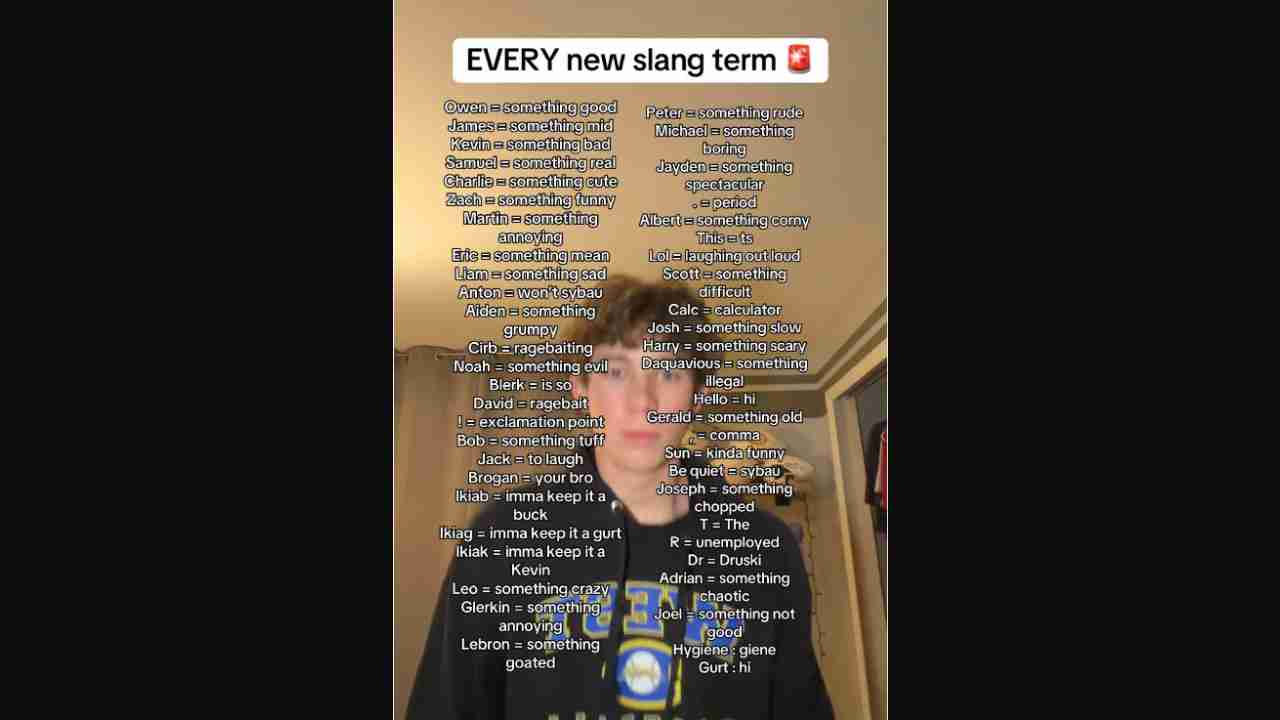 EVERY new slang term 🚨
Owen = something good
James = something mid
Kevin = something bad
Samuel = something real
Charlie = something cute
Zach = something funny
Martin = something
annoying
Eric = something mean
Liam = something sad
Anton = won't sybau
Aiden = something
grumpy
Cirb = ragebaiting
Noah = something evil
Blerk = is so
David = ragebait
! = exclamation point
Bob = something tuff
Jack = to laugh
Brogan = your bro
Ikiab = imma keep it a
buck
Ikiag = imma keep it a gurt
Ikiak = imma keep it a
Kevin
Leo = something crazy
Glerkin = something
annoying
Lebron = something
goated
Peter = something rude
Michael = something
boring
Jayden = something
spectacular
. = period
Albert = something corny
This = ts
Lol = laughing out loud
Scott = something
difficult
Calc = calculator
Josh = something slow
Harry = something scary
Daquavious = something
illegal
Hello = hi
Gerald = something old
, = comma
Sun = kinda funny
Be quiet = sybau
Joseph = something
chopped
T = The
R = unemployed
Dr = Druski
Adrian = something
chaotic
Joel = something not
good
Hygiene : giene
Gurt : hi
WEST